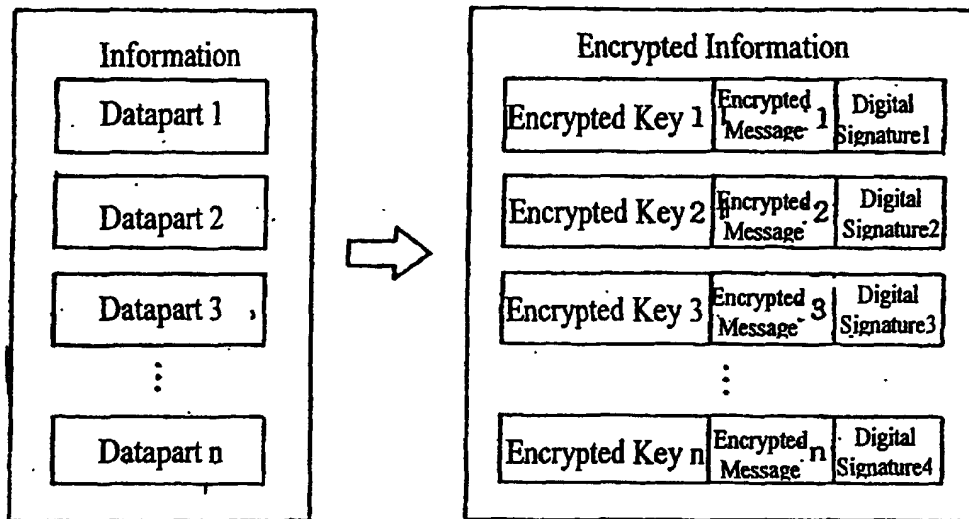 Information
Datapart 1
Datapart 2
Datapart 3
Datapart n
Encrypted Information
Encrypted Key 1
Encrypted
Message 1
Digital
Signature1
Encrypted Key 2
Encrypted
Message 2
Digital
Signature2
Encrypted Key 3
Encrypted
Message 3
Digital
Signature3
Encrypted Key n
Encrypted
Message n
Digital
Signature4